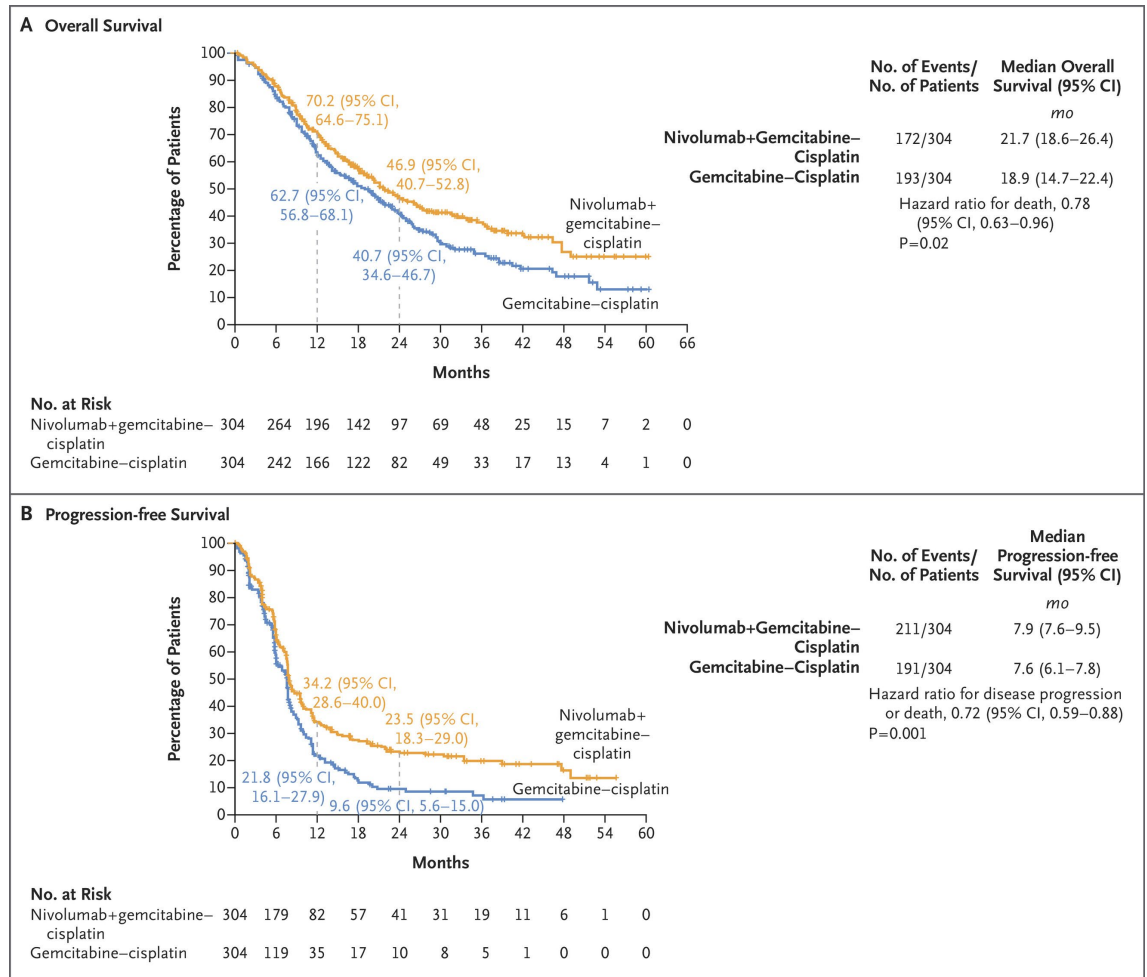 A Overall Survival
Percentage of Patients
100
90
80
70
60
50
40
30
20
10
0
70.2 (95% CI,
64.6–75.1)
46.9 (95% CI,
40.7–52.8)
62.7 (95% CI,
56.8–68.1)
40.7 (95% CI,
34.6–46.7)
Nivolumab+
gemcitabine–
cisplatin
Gemcitabine–cisplatin
0 6 12 18 24 30 36 42 48 54 60 66
Months
No. of Events/
No. of Patients
Median Overall
Survival (95% CI)
mo
Nivolumab+Gemcitabine–
Cisplatin
172/304 21.7 (18.6–26.4)
Gemcitabine–Cisplatin 193/304 18.9 (14.7–22.4)
Hazard ratio for death, 0.78
(95% CI, 0.63–0.96)
P=0.02
No. at Risk
Nivolumab+gemcitabine–
cisplatin
304 264 196 142 97 69 48 25 15 7 2 0
Gemcitabine–cisplatin 304 242 166 122 82 49 33 17 13 4 1 0
B Progression-free Survival
Percentage of Patients
100
90
80
70
60
50
40
30
20
10
0
34.2 (95% CI,
28.6–40.0)
23.5 (95% CI,
18.3–29.0)
21.8 (95% CI,
16.1–27.9)
9.6 (95% CI, 5.6–15.0)
Nivolumab+
gemcitabine–
cisplatin
Gemcitabine–cisplatin
0 6 12 18 24 30 36 42 48 54 60
Months
No. of Events/
No. of Patients
Median
Progression-free
Survival (95% CI)
mo
Nivolumab+Gemcitabine–
Cisplatin
211/304 7.9 (7.6–9.5)
Gemcitabine–Cisplatin 191/304 7.6 (6.1–7.8)
Hazard ratio for disease progression
or death, 0.72 (95% CI, 0.59–0.88)
P=0.001
No. at Risk
Nivolumab+gemcitabine–
cisplatin
304 179 82 57 41 31 19 11 6 1 0
Gemcitabine–cisplatin 304 119 35 17 10 8 5 1 0 0 0